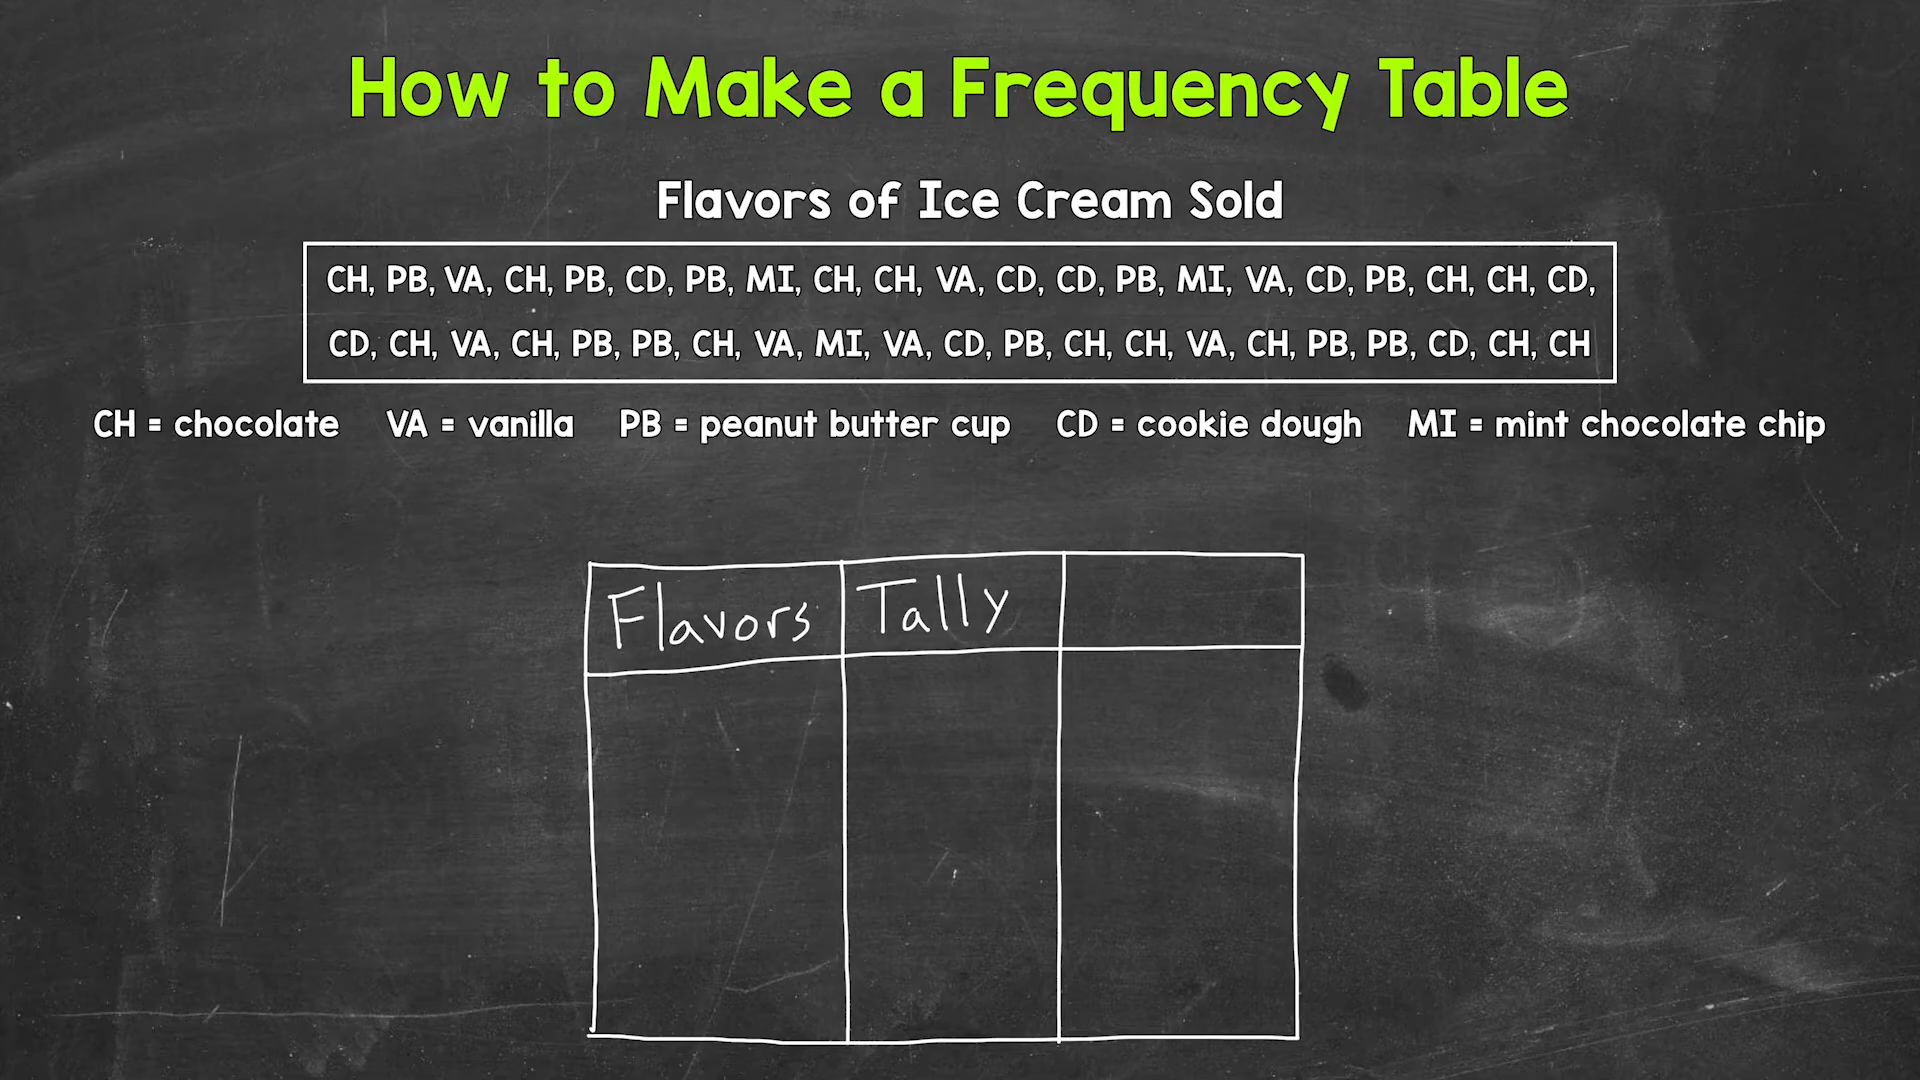 How to Make a Frequency Table
Flavors of Ice Cream Sold
CH, PB, VA, CH, PB, CD, PB, MI, CH, CH, VA, CD, CD, PB, MI, VA, CD, PB, CH, CH, CD,
CD, CH, VA, CH, PB, PB, CH, VA, MI, VA, CD, PB, CH, CH, VA, CH, PB, PB, CD, CH, CH
CH = chocolate VA = vanilla PB = peanut butter cup CD = cookie dough MI = mint chocolate chip
Flavors Tally